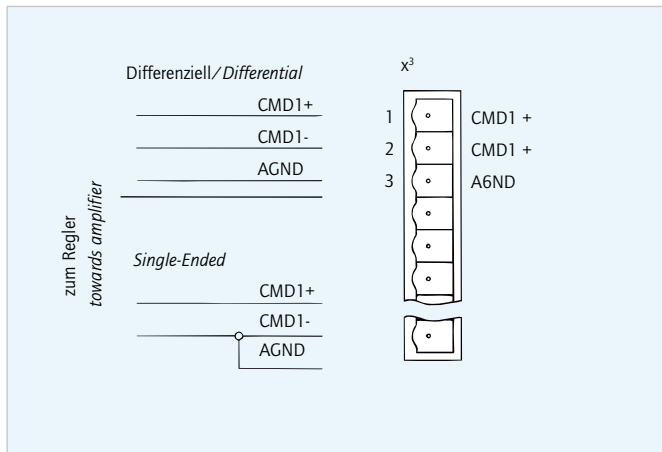 Differenziell/Differential
CMD1+
CMD1-
AGND
zum Regler
towards amplifier
Single-Ended
CMD1+
CMD1-
AGND
x³
1 CMD1 +
2 CMD1 +
3 A6ND